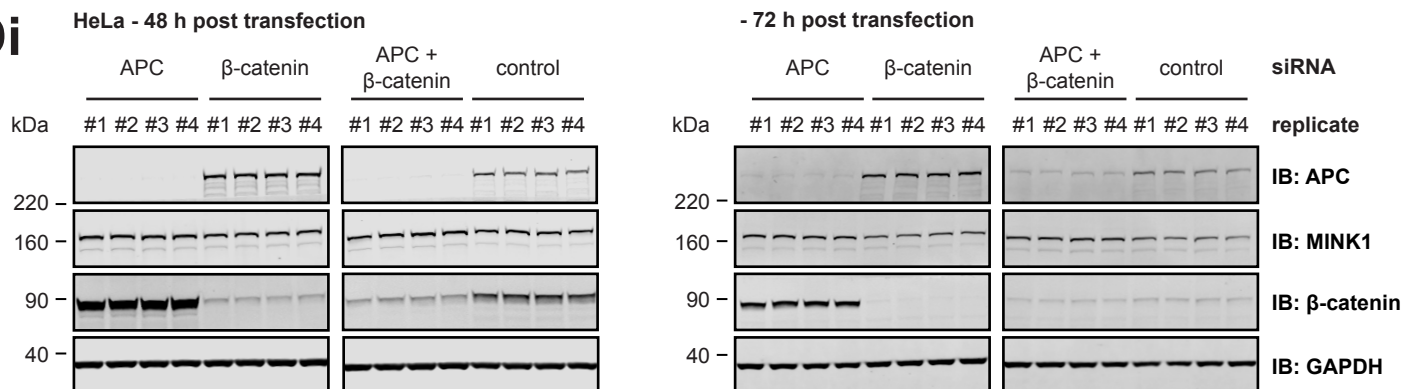 i
HeLa - 48 h post transfection
- 72 h post transfection
APC β-catenin APC + β-catenin control
APC β-catenin APC + β-catenin control siRNA
kDa #1 #2 #3 #4 #1 #2 #3 #4 #1 #2 #3 #4 #1 #2 #3 #4
kDa #1 #2 #3 #4 #1 #2 #3 #4 #1 #2 #3 #4 #1 #2 #3 #4 replicate
IB: APC
220 220
160 160 IB: MINK1
90 90 IB: β-catenin
40 40 IB: GAPDH